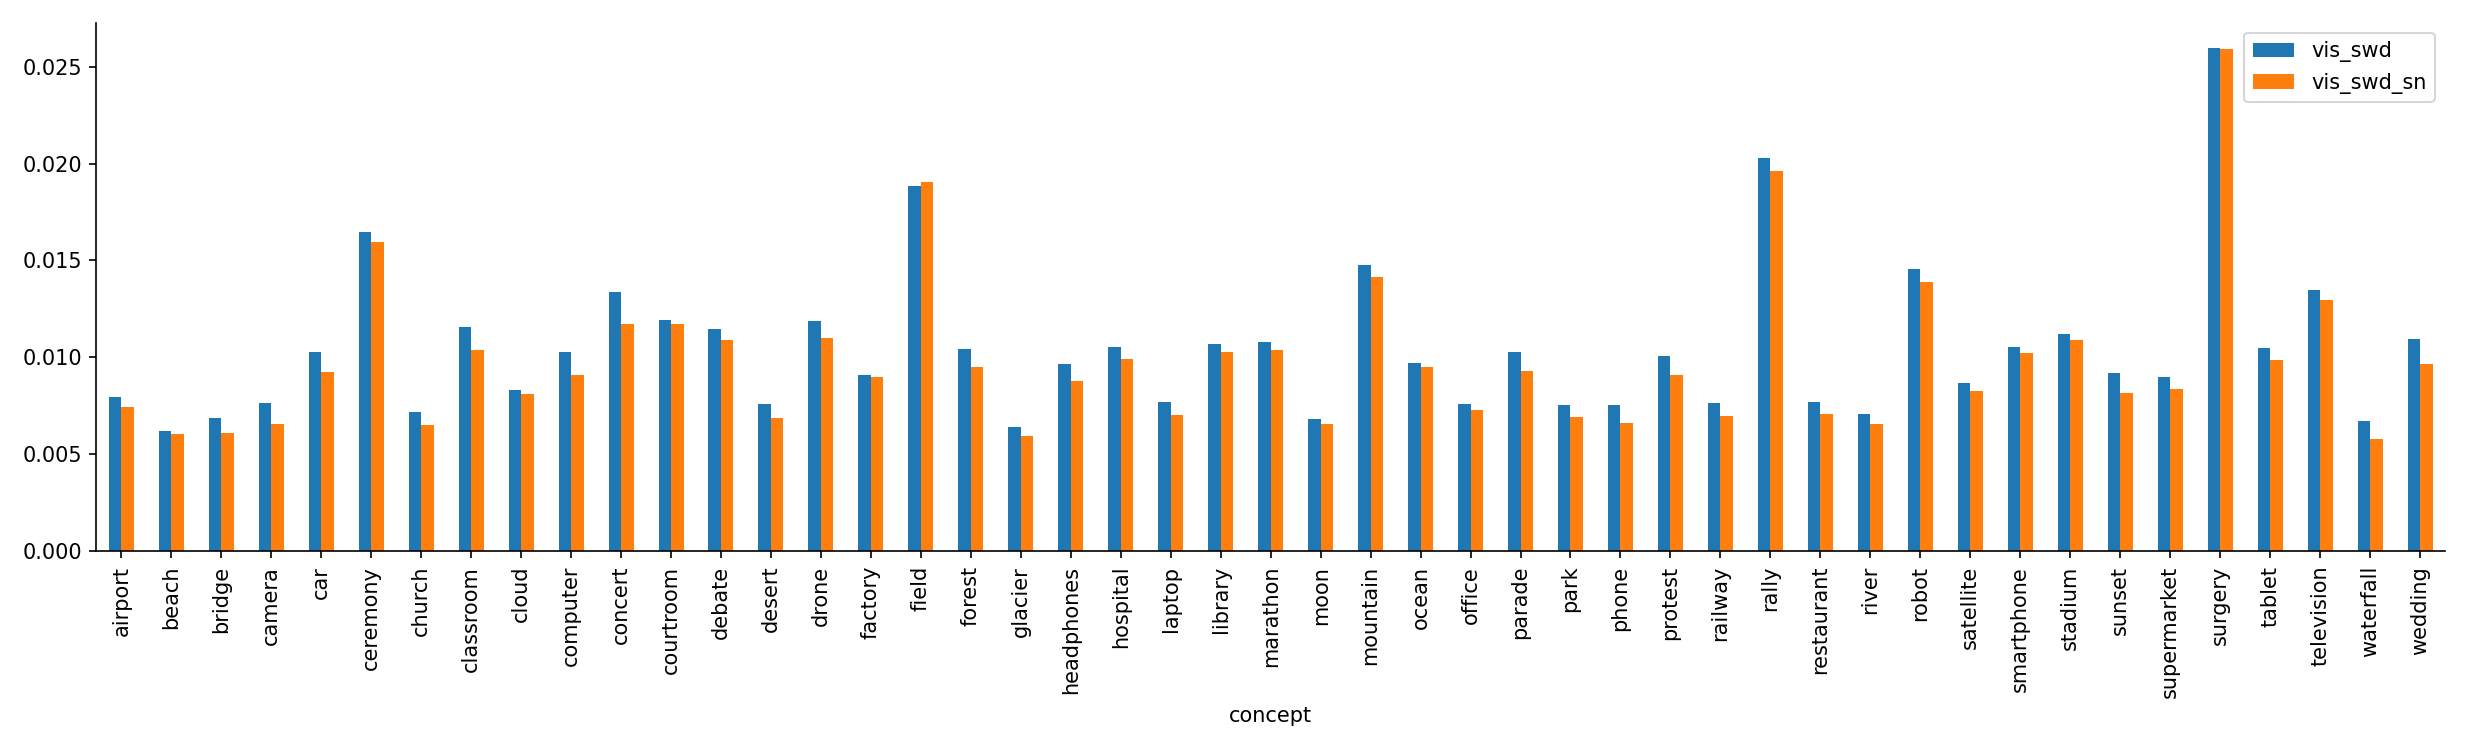 vis_swd
vis_swd_sn
0.025
0.020
0.015
0.010
0.005
0.000
airport
beach
bridge
camera
car
ceremony
church
classroom
cloud
computer
concert
courtroom
debate
desert
drone
factory
field
forest
glacier
headphones
hospital
laptop
library
marathon
moon
mountain
ocean
office
parade
park
phone
protest
railway
rally
restaurant
river
robot
satellite
smartphone
stadium
sunset
supermarket
surgery
tablet
television
waterfall
wedding
concept